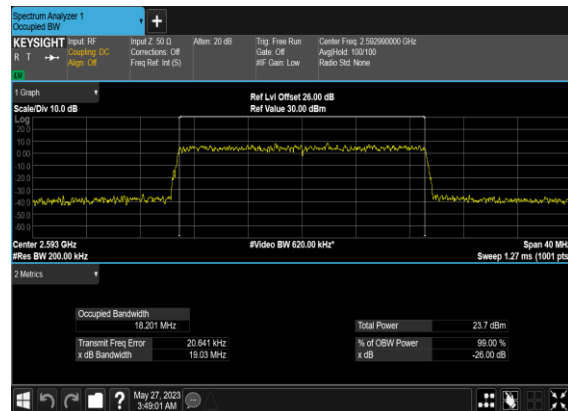 Spectrum Analyzer 1
Occupied BW
KEYSIGHT Input: RF Input Z: 50 Ω Atten: 20 dB Trig: Free Run Center Freq: 2.592990000 GHz
R T Coupling: DC Corrections: Off Gate: Off Avg|Hold: 100/100
Align: Off Freq Ref: Int (S) #IF Gain: Low Radio Std: None
1 Graph
Ref Lvl Offset 26.00 dB
Scale/Div 10.0 dB Ref Value 30.00 dBm
Log
20.0
10.00
0.00
-10.0
-20.0
-30.0
-40.0
-50.0
-60.0
Center 2.593 GHz #Video BW 620.00 kHz* Span 40 MHz
#Res BW 200.00 kHz Sweep 1.27 ms (1001 pts)
2 Metrics
Occupied Bandwidth
18.201 MHz Total Power 23.7 dBm
Transmit Freq Error 20.641 kHz % of OBW Power 99.00 %
x dB Bandwidth 19.03 MHz x dB -26.00 dB
? May 27, 2023
3:49:01 AM